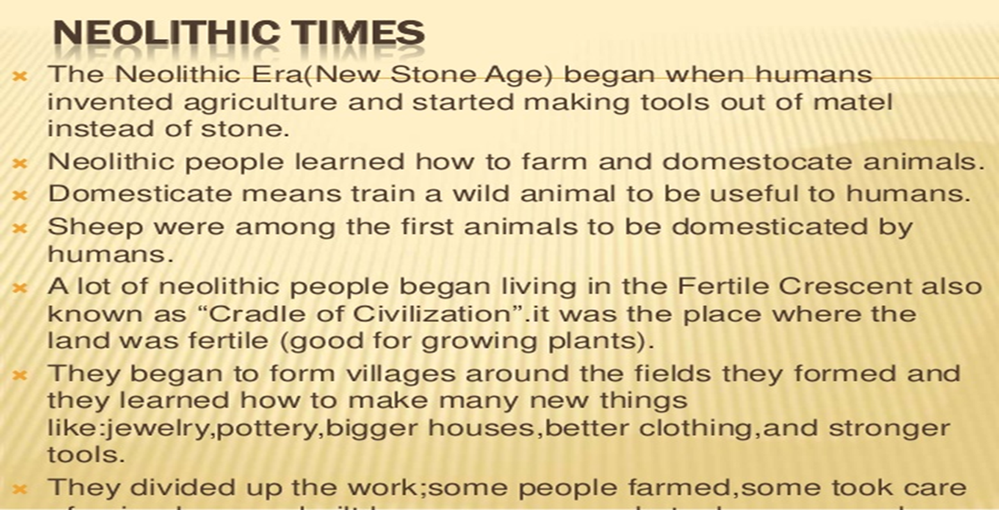 NEOLITHIC TIMES
The Neolithic Era(New Stone Age) began when humans
invented agriculture and started making tools out of matel
instead of stone.
Neolithic people learned how to farm and domestocate animals.
Domesticate means train a wild animal to be useful to humans.
Sheep were among the first animals to be domesticated by
humans.
A lot of neolithic people began living in the Fertile Crescent also
known as “Cradle of Civilization”.it was the place where the
land was fertile (good for growing plants).
They began to form villages around the fields they formed and
they learned how to make many new things
like:jewelry,pottery,bigger houses,better clothing,and stronger
tools.
They divided up the work;some people farmed,some took care